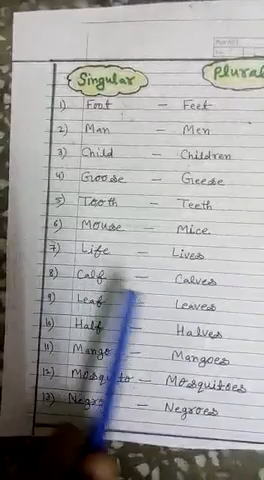 Singular Plural
1) Foot - Feet
2) Man - Men
3) Child - Children
4) Goose - Geese
5) Tooth - Teeth
6) Mouse - Mice
7) Life - Lives
8) Calf - Calves
9) Leaf - Leaves
10) Half - Halves
11) Mango - Mangoes
12) Mosquito - Mosquitoes
13) Negro - Negroes